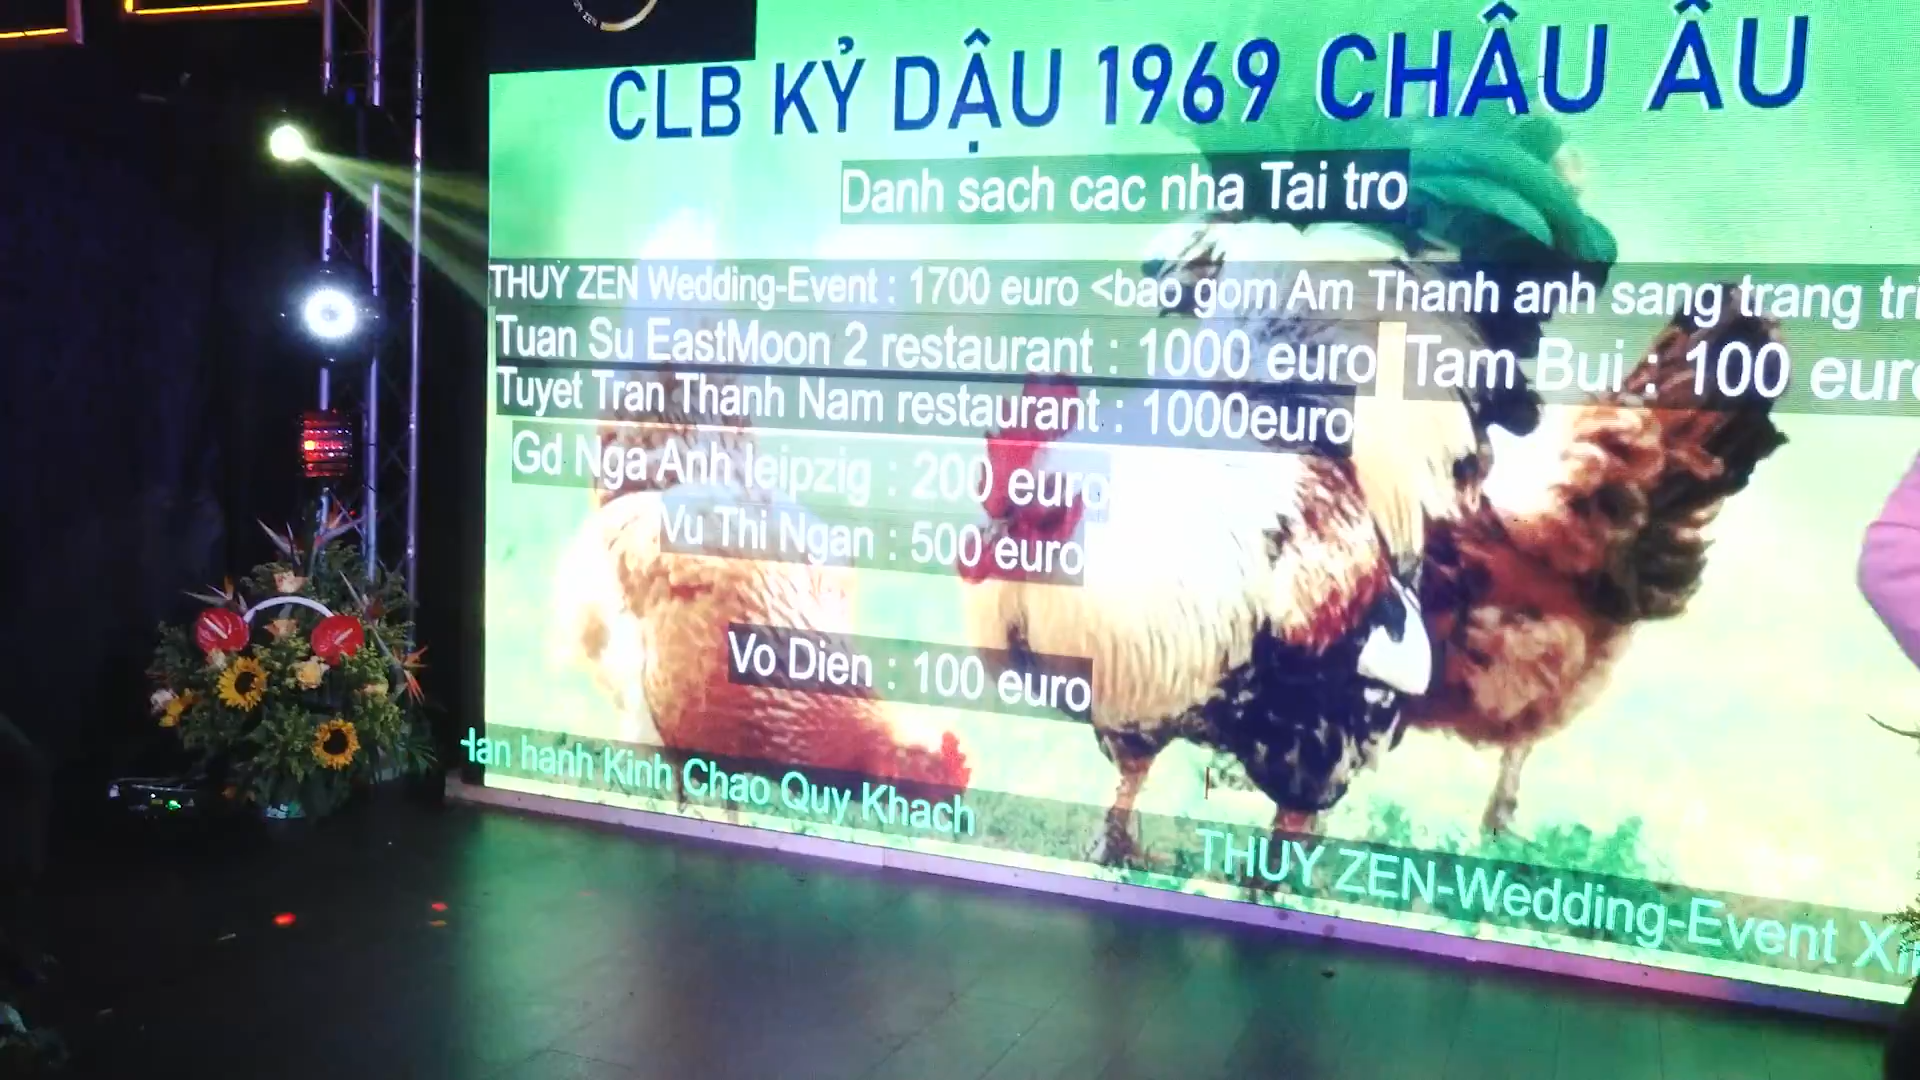 CLB KỶ DẬU 1969 CHÂU ÂU
Danh sach cac nha Tai tro
THUY ZEN Wedding-Event : 1700 euro <bao gom Am Thanh anh sang trang tri
Tuan Su EastMoon 2 restaurant : 1000 euro Tam Bui : 100 euro
Tuyet Tran Thanh Nam restaurant : 1000euro
Gd Nga Anh leipzig : 200 euro
Vu Thi Ngan : 500 euro
Vo Dien : 100 euro
Han hanh Kinh Chao Quy Khach
THUY ZEN-Wedding-Event